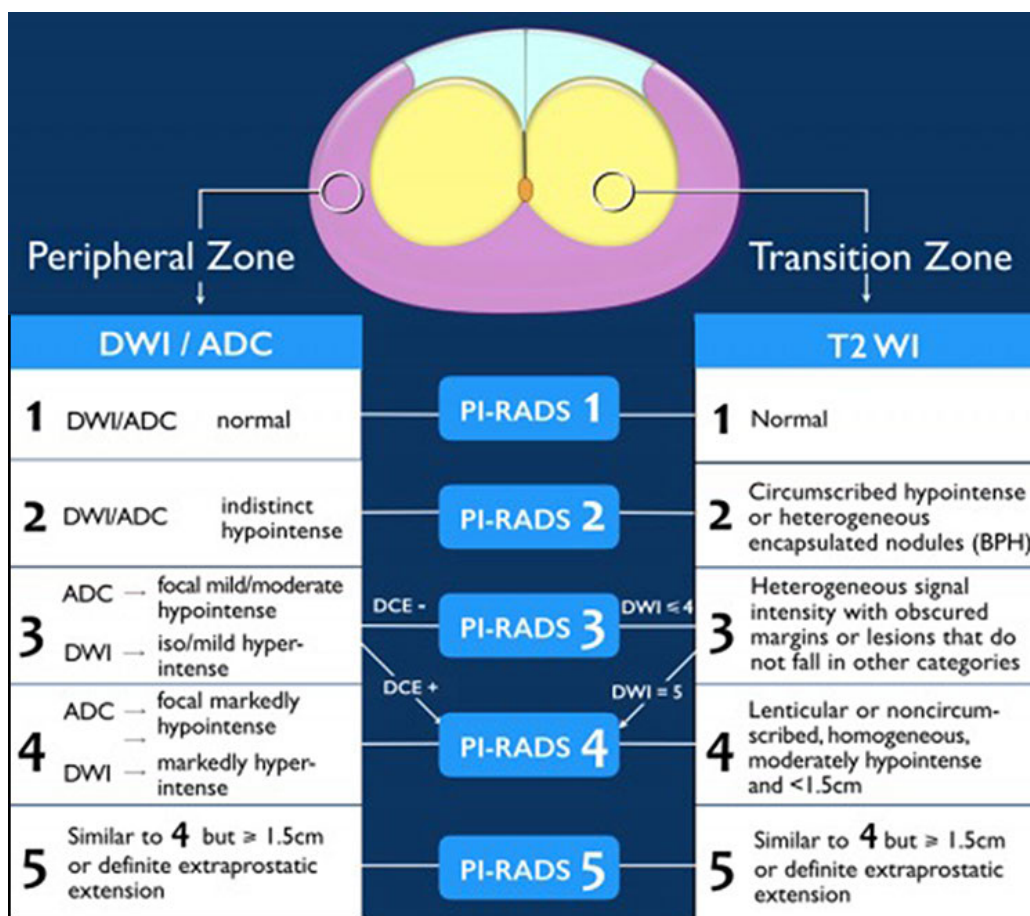 Peripheral Zone
Transition Zone
DWI / ADC
T2 WI
1 DWI/ADC normal
PI-RADS 1
1 Normal
2 DWI/ADC indistinct
hypointense
PI-RADS 2
2 Circumscribed hypointense
or heterogeneous
encapsulated nodules (BPH)
3 ADC → focal mild/moderate
hypointense
DWI → iso/mild hyper-
intense
DCE -
DCE +
PI-RADS 3
DWI ≤ 4
DWI = 5
3 Heterogeneous signal
intensity with obscured
margins or lesions that do
not fall in other categories
4 ADC → focal markedly
hypointense
→
DWI → markedly hyper-
intense
PI-RADS 4
4 Lenticular or noncircum-
scribed, homogeneous,
moderately hypointense
and <1.5cm
5 Similar to 4 but ≥ 1.5cm
or definite extraprostatic
extension
PI-RADS 5
5 Similar to 4 but ≥ 1.5cm
or definite extraprostatic
extension